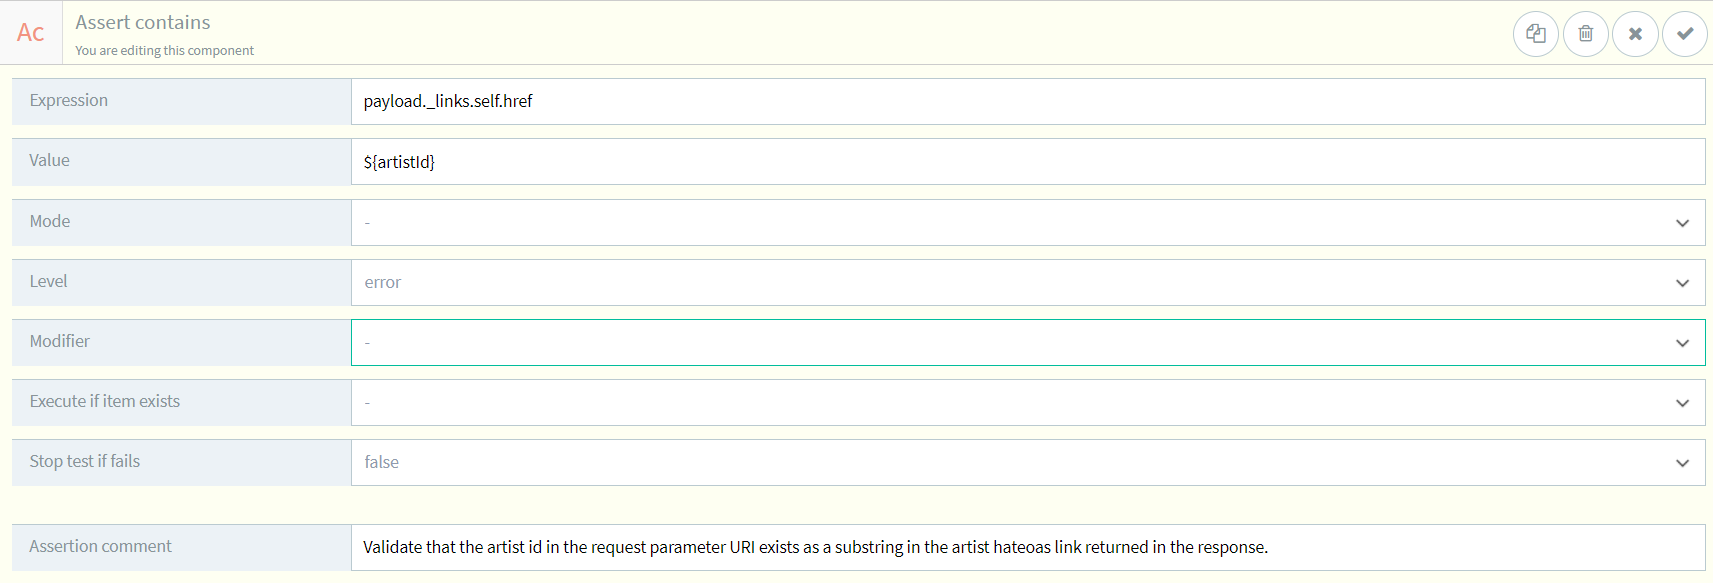 Ac
Assert contains
You are editing this component
Expression
payload._links.self.href
Value
${artistId}
Mode
-
Level
error
Modifier
-
Execute if item exists
-
Stop test if fails
false
Assertion comment
Validate that the artist id in the request parameter URI exists as a substring in the artist hateoas link returned in the response.